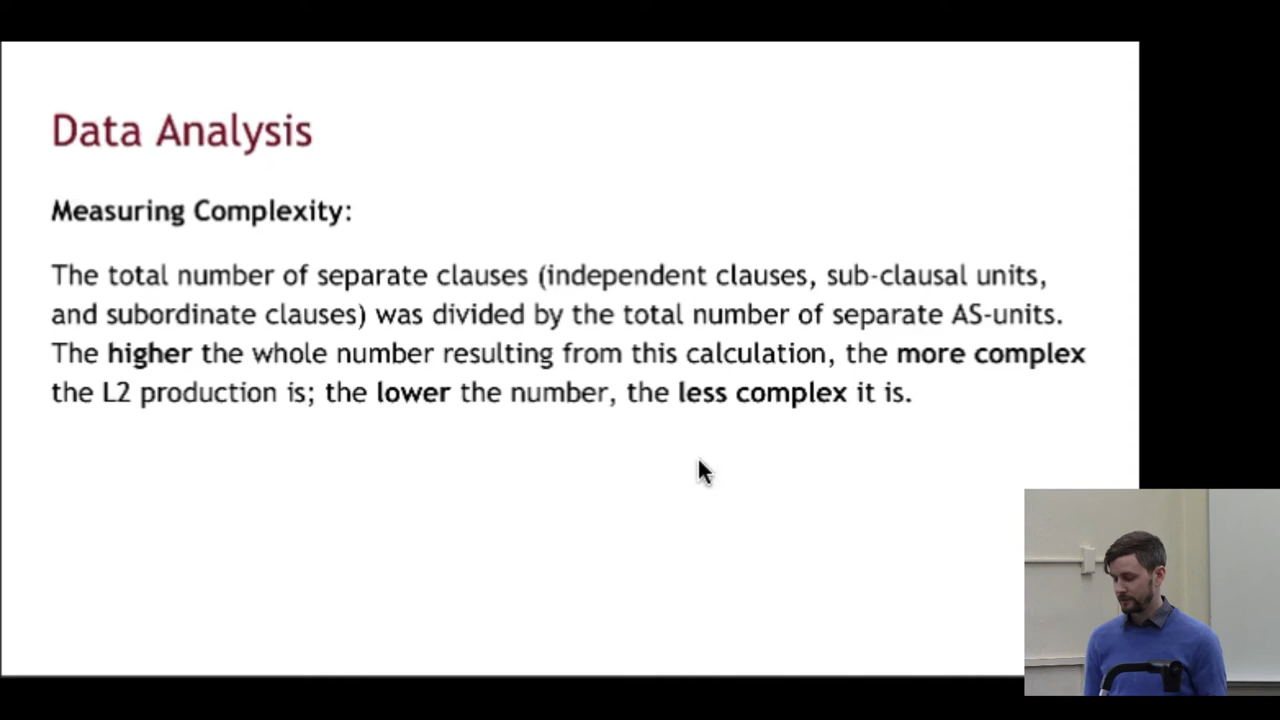 Data Analysis
Measuring Complexity:
The total number of separate clauses (independent clauses, sub-clausal units,
and subordinate clauses) was divided by the total number of separate AS-units.
The higher the whole number resulting from this calculation, the more complex
the L2 production is; the lower the number, the less complex it is.